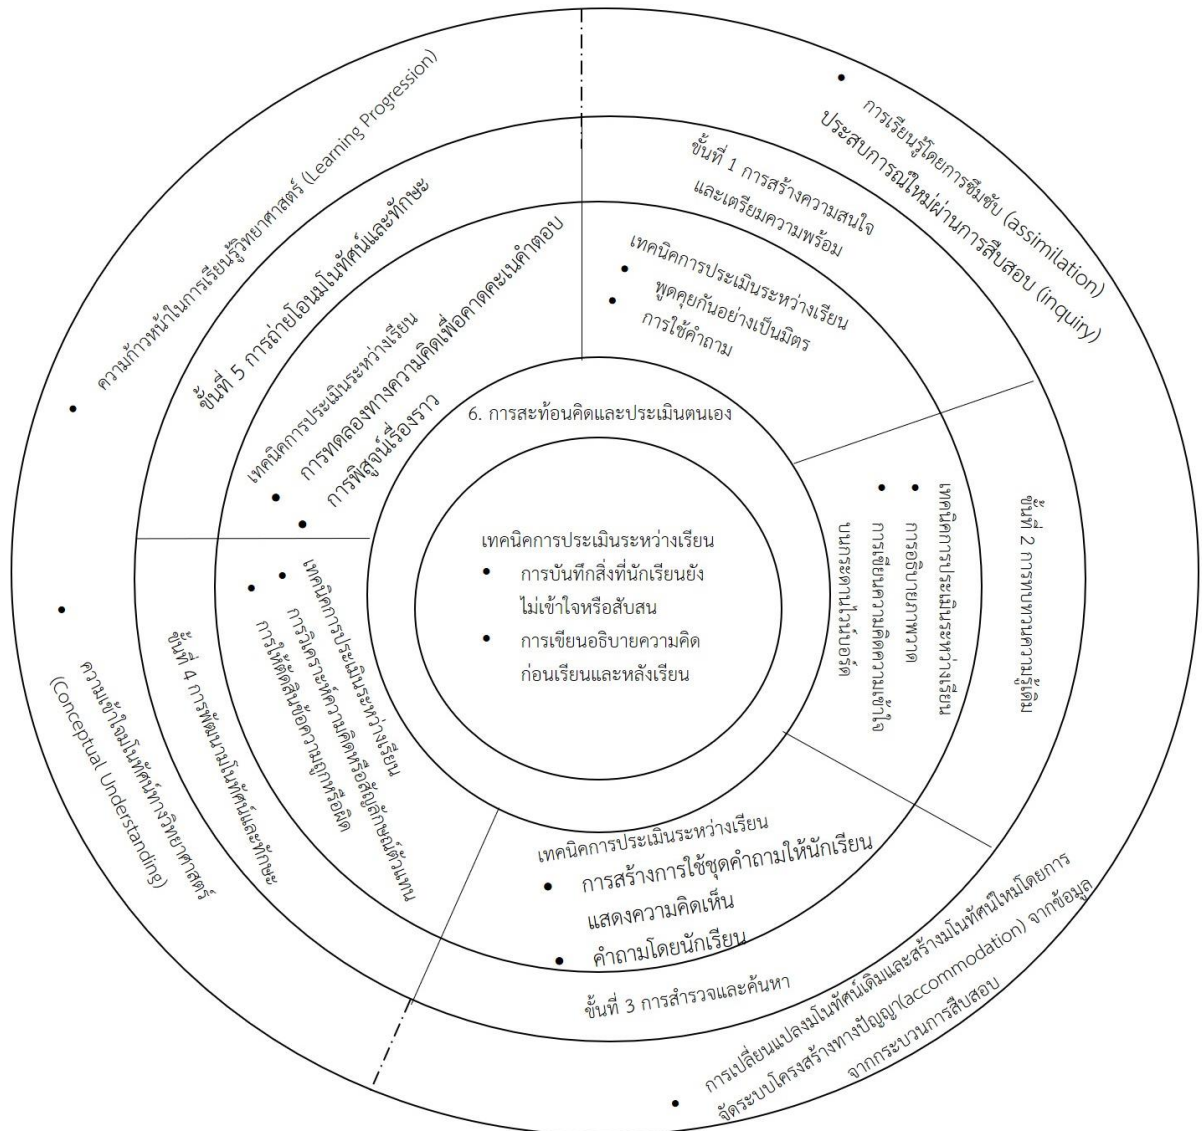 การเรียนรู้โดยการซึมซับ (assimilation)
ประสบการณ์ใหม่ผ่านการสืบสอบ (inquiry)
การเปลี่ยนแปลงมโนทัศน์เดิมและสร้างมโนทัศน์ใหม่โดยการ
จัดระบบโครงสร้างทางปัญญา(accommodation) จากข้อมูล
จากกระบวนการสืบสอบ
ความเข้าใจมโนทัศน์ทางวิทยาศาสตร์
(Conceptual Understanding)
ความก้าวหน้าในการเรียนรู้วิทยาศาสตร์ (Learning Progression)
ขั้นที่ 1 การสร้างความสนใจ
และเตรียมความพร้อม
เทคนิคการประเมินระหว่างเรียน
พูดคุยกันอย่างเป็นมิตร
การใช้คำถาม
ขั้นที่ 2 การทบทวนความรู้เดิม
เทคนิคการประเมินระหว่างเรียน
การอธิบายภาพวาด
การเขียนความคิดความเข้าใจ
บนกระดานไวน์บอร์ด
ขั้นที่ 3 การสำรวจและค้นหา
เทคนิคการประเมินระหว่างเรียน
การสร้างการใช้ชุดคำถามให้นักเรียน
แสดงความคิดเห็น
คำถามโดยนักเรียน
ขั้นที่ 4 การพัฒนามโนทัศน์และทักษะ
เทคนิคการประเมินระหว่างเรียน
การวิเคราะห์ความคิดหรือสัญลักษณ์ตัวแทน
การให้ตัดสินข้อความถูกหรือผิด
ขั้นที่ 5 การถ่ายโอนมโนทัศน์และทักษะ
เทคนิคการประเมินระหว่างเรียน
การทดลองทางความคิดเพื่อคาดคะเนคำตอบ
การพิสูจน์เรื่องราว
6. การสะท้อนคิดและประเมินตนเอง
เทคนิคการประเมินระหว่างเรียน
การบันทึกสิ่งที่นักเรียนยัง
ไม่เข้าใจหรือสับสน
การเขียนอธิบายความคิด
ก่อนเรียนและหลังเรียน